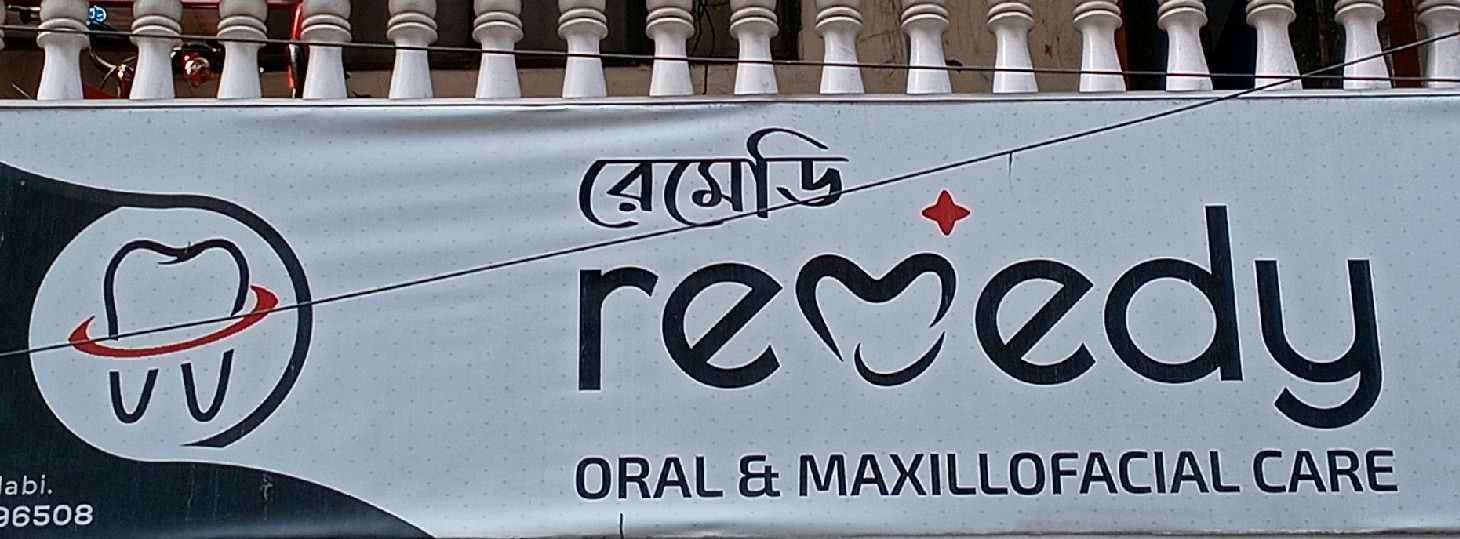 রেমেডি
remedy
ORAL & MAXILLOFACIAL CARE
labi.
96508